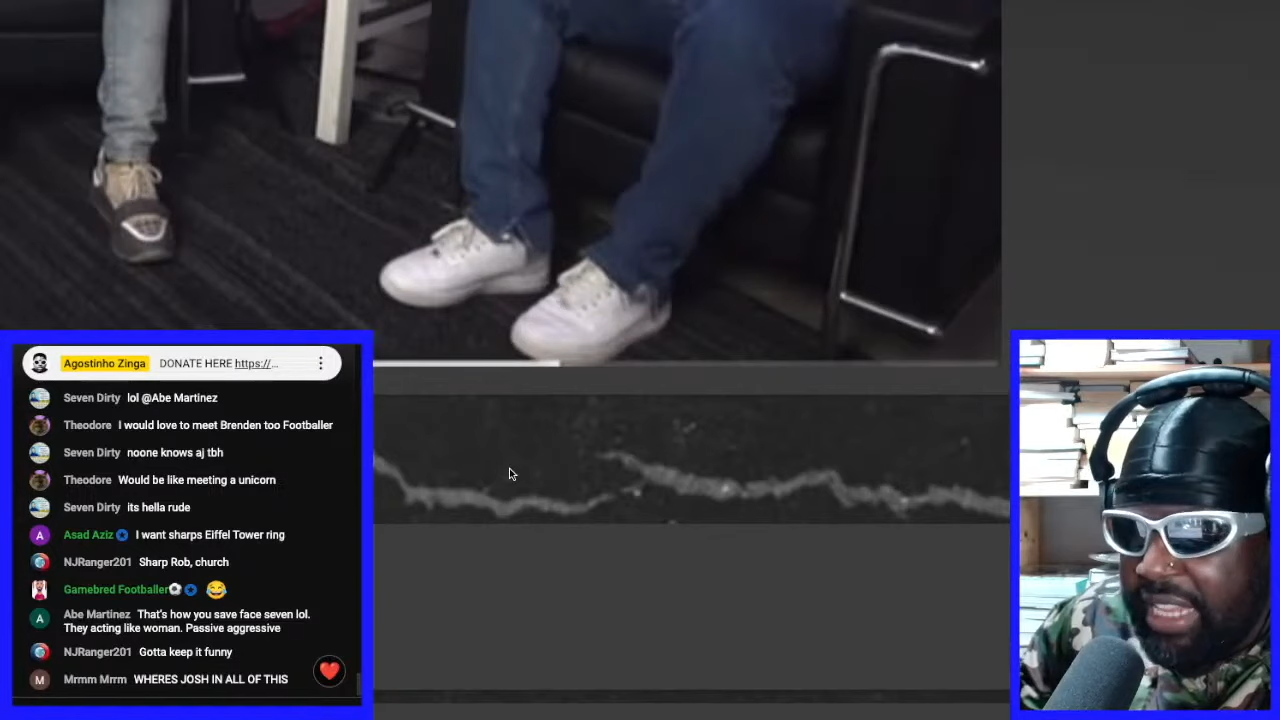 Agostinho Zinga DONATE HERE https://...
Seven Dirty lol @Abe Martinez
Theodore I would love to meet Brenden too Footballer
Seven Dirty noone knows aj tbh
Theodore Would be like meeting a unicorn
Seven Dirty its hella rude
A Asad Aziz I want sharps Eiffel Tower ring
NJRanger201 Sharp Rob, church
Gamebred Footballer
A Abe Martinez That's how you save face seven lol.
They acting like woman. Passive aggressive
NJRanger201 Gotta keep it funny
M Mrmm Mrrm WHERES JOSH IN ALL OF THIS